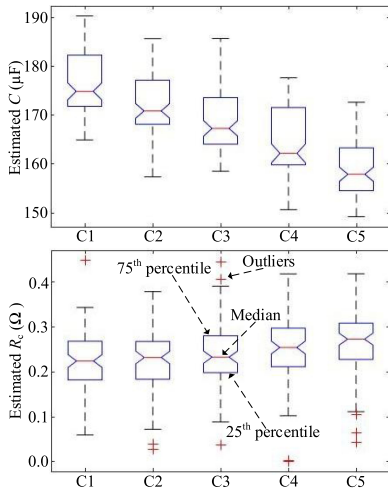 190
180
170
160
150
Estimated C (μF)
C1 C2 C3 C4 C5
0.4
0.3
0.2
0.1
0.0
Estimated Rc (Ω)
75th percentile
Outliers
Median
25th percentile
C1 C2 C3 C4 C5